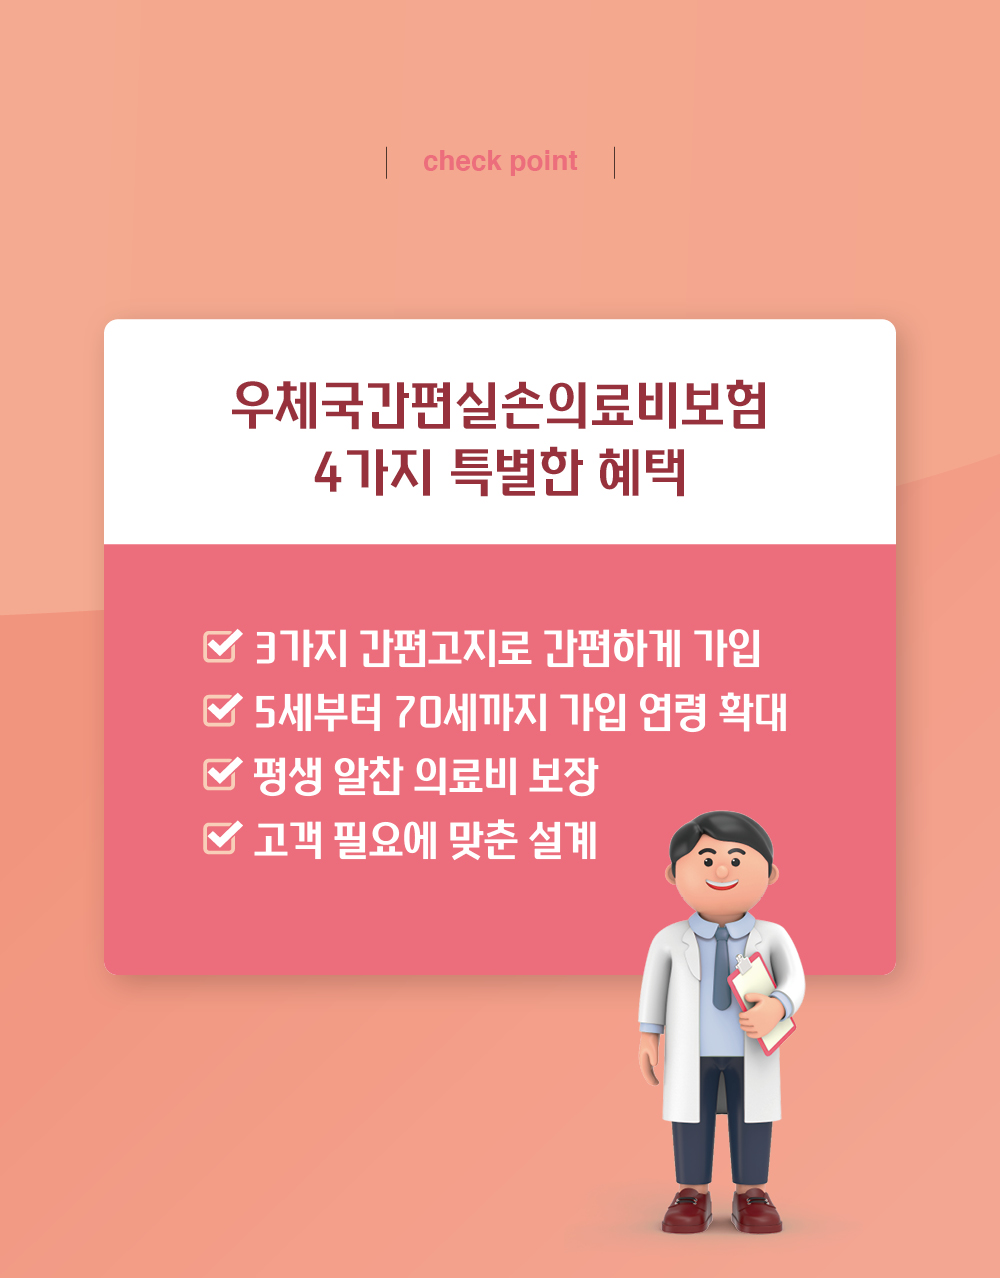 check point
우체국간편실손의료비보험
4가지 특별한 혜택
3가지 간편고지로 간편하게 가입
5세부터 70세까지 가입 연령 확대
평생 알찬 의료비 보장
고객 필요에 맞춘 설계